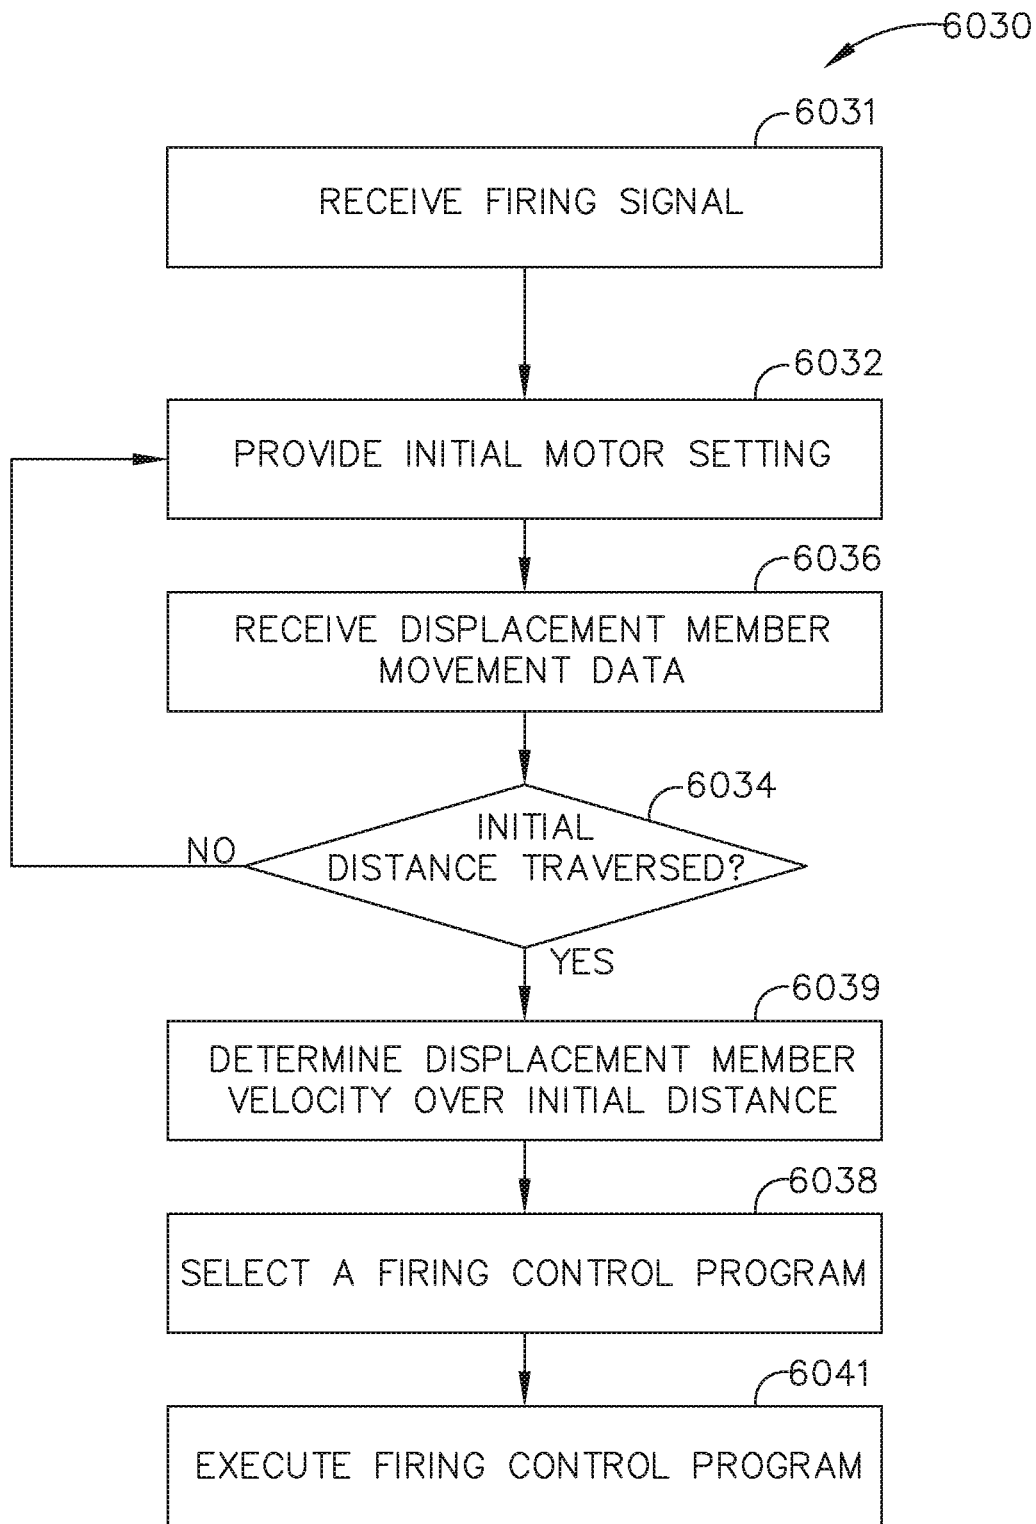 6030
6031
RECEIVE FIRING SIGNAL
6032
PROVIDE INITIAL MOTOR SETTING
6036
RECEIVE DISPLACEMENT MEMBER
MOVEMENT DATA
6034
INITIAL
DISTANCE TRAVERSED?
NO
YES
6039
DETERMINE DISPLACEMENT MEMBER
VELOCITY OVER INITIAL DISTANCE
6038
SELECT A FIRING CONTROL PROGRAM
6041
EXECUTE FIRING CONTROL PROGRAM